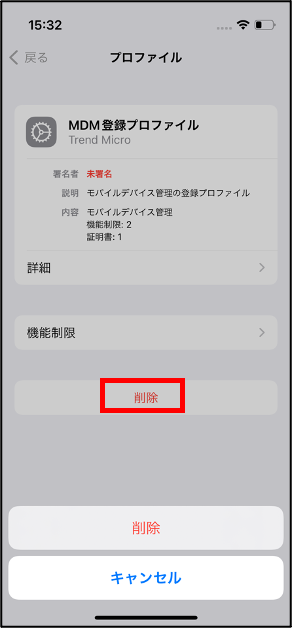 15:32
戻る
プロファイル
MDM登録プロファイル
Trend Micro
署名者 未署名
説明 モバイルデバイス管理の登録プロファイル
内容 モバイルデバイス管理
機能制限: 2
証明書: 1
詳細
機能制限
削除
削除
キャンセル